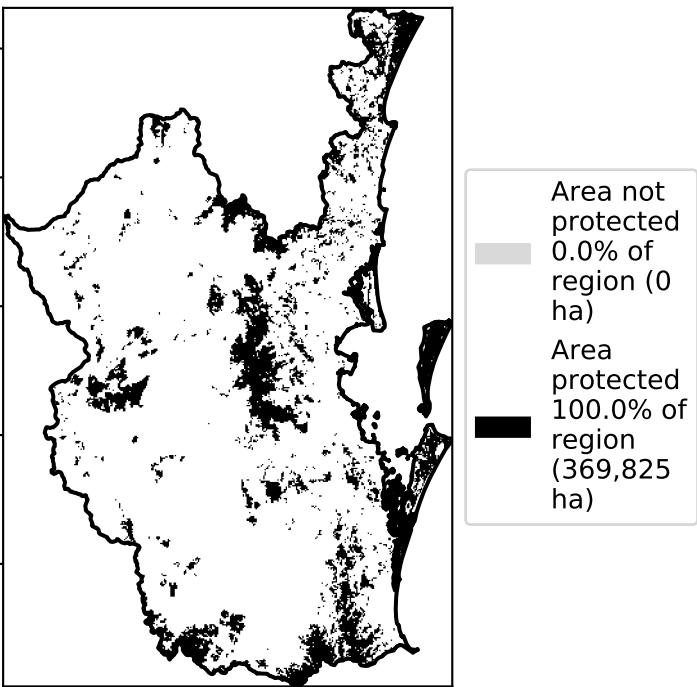 Area not
protected
0.0% of
region (0
ha)
Area
protected
100.0% of
region
(369,825
ha)